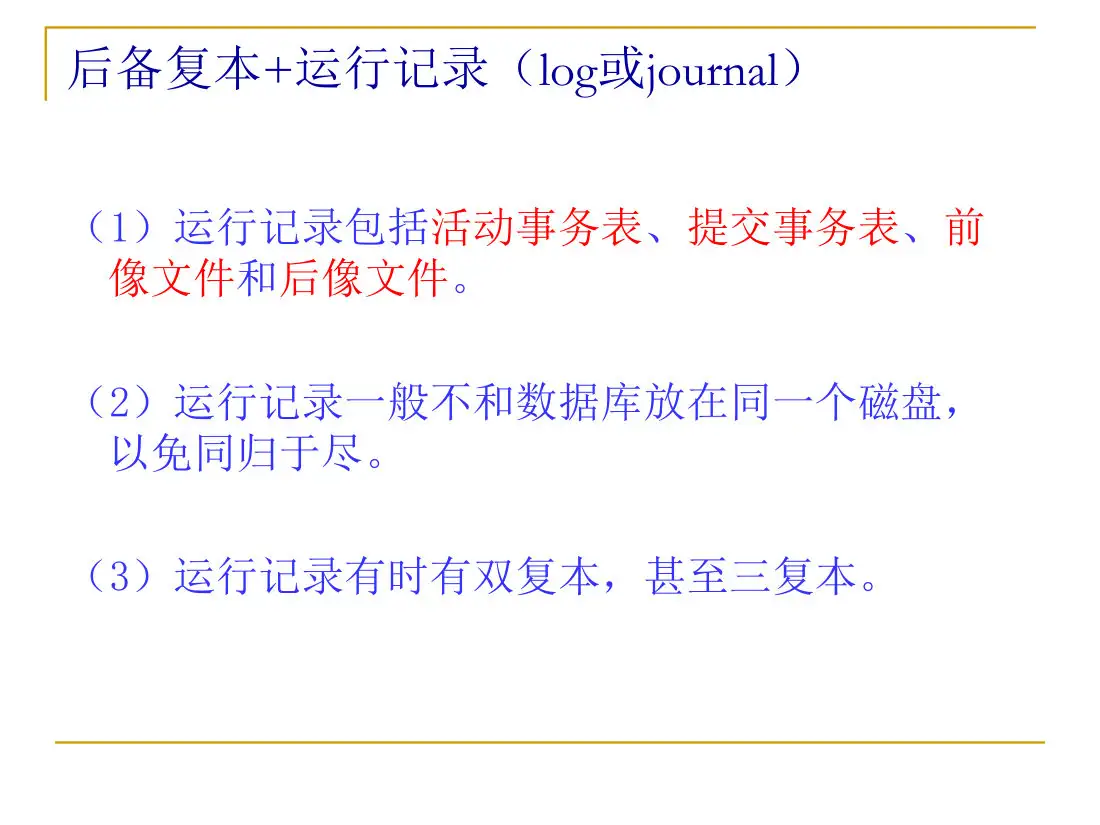 后备复本+运行记录（log或journal）
（1）运行记录包括活动事务表、提交事务表、前
像文件和后像文件。
（2）运行记录一般不和数据库放在同一个磁盘，
以免同归于尽。
（3）运行记录有时有双复本，甚至三复本。